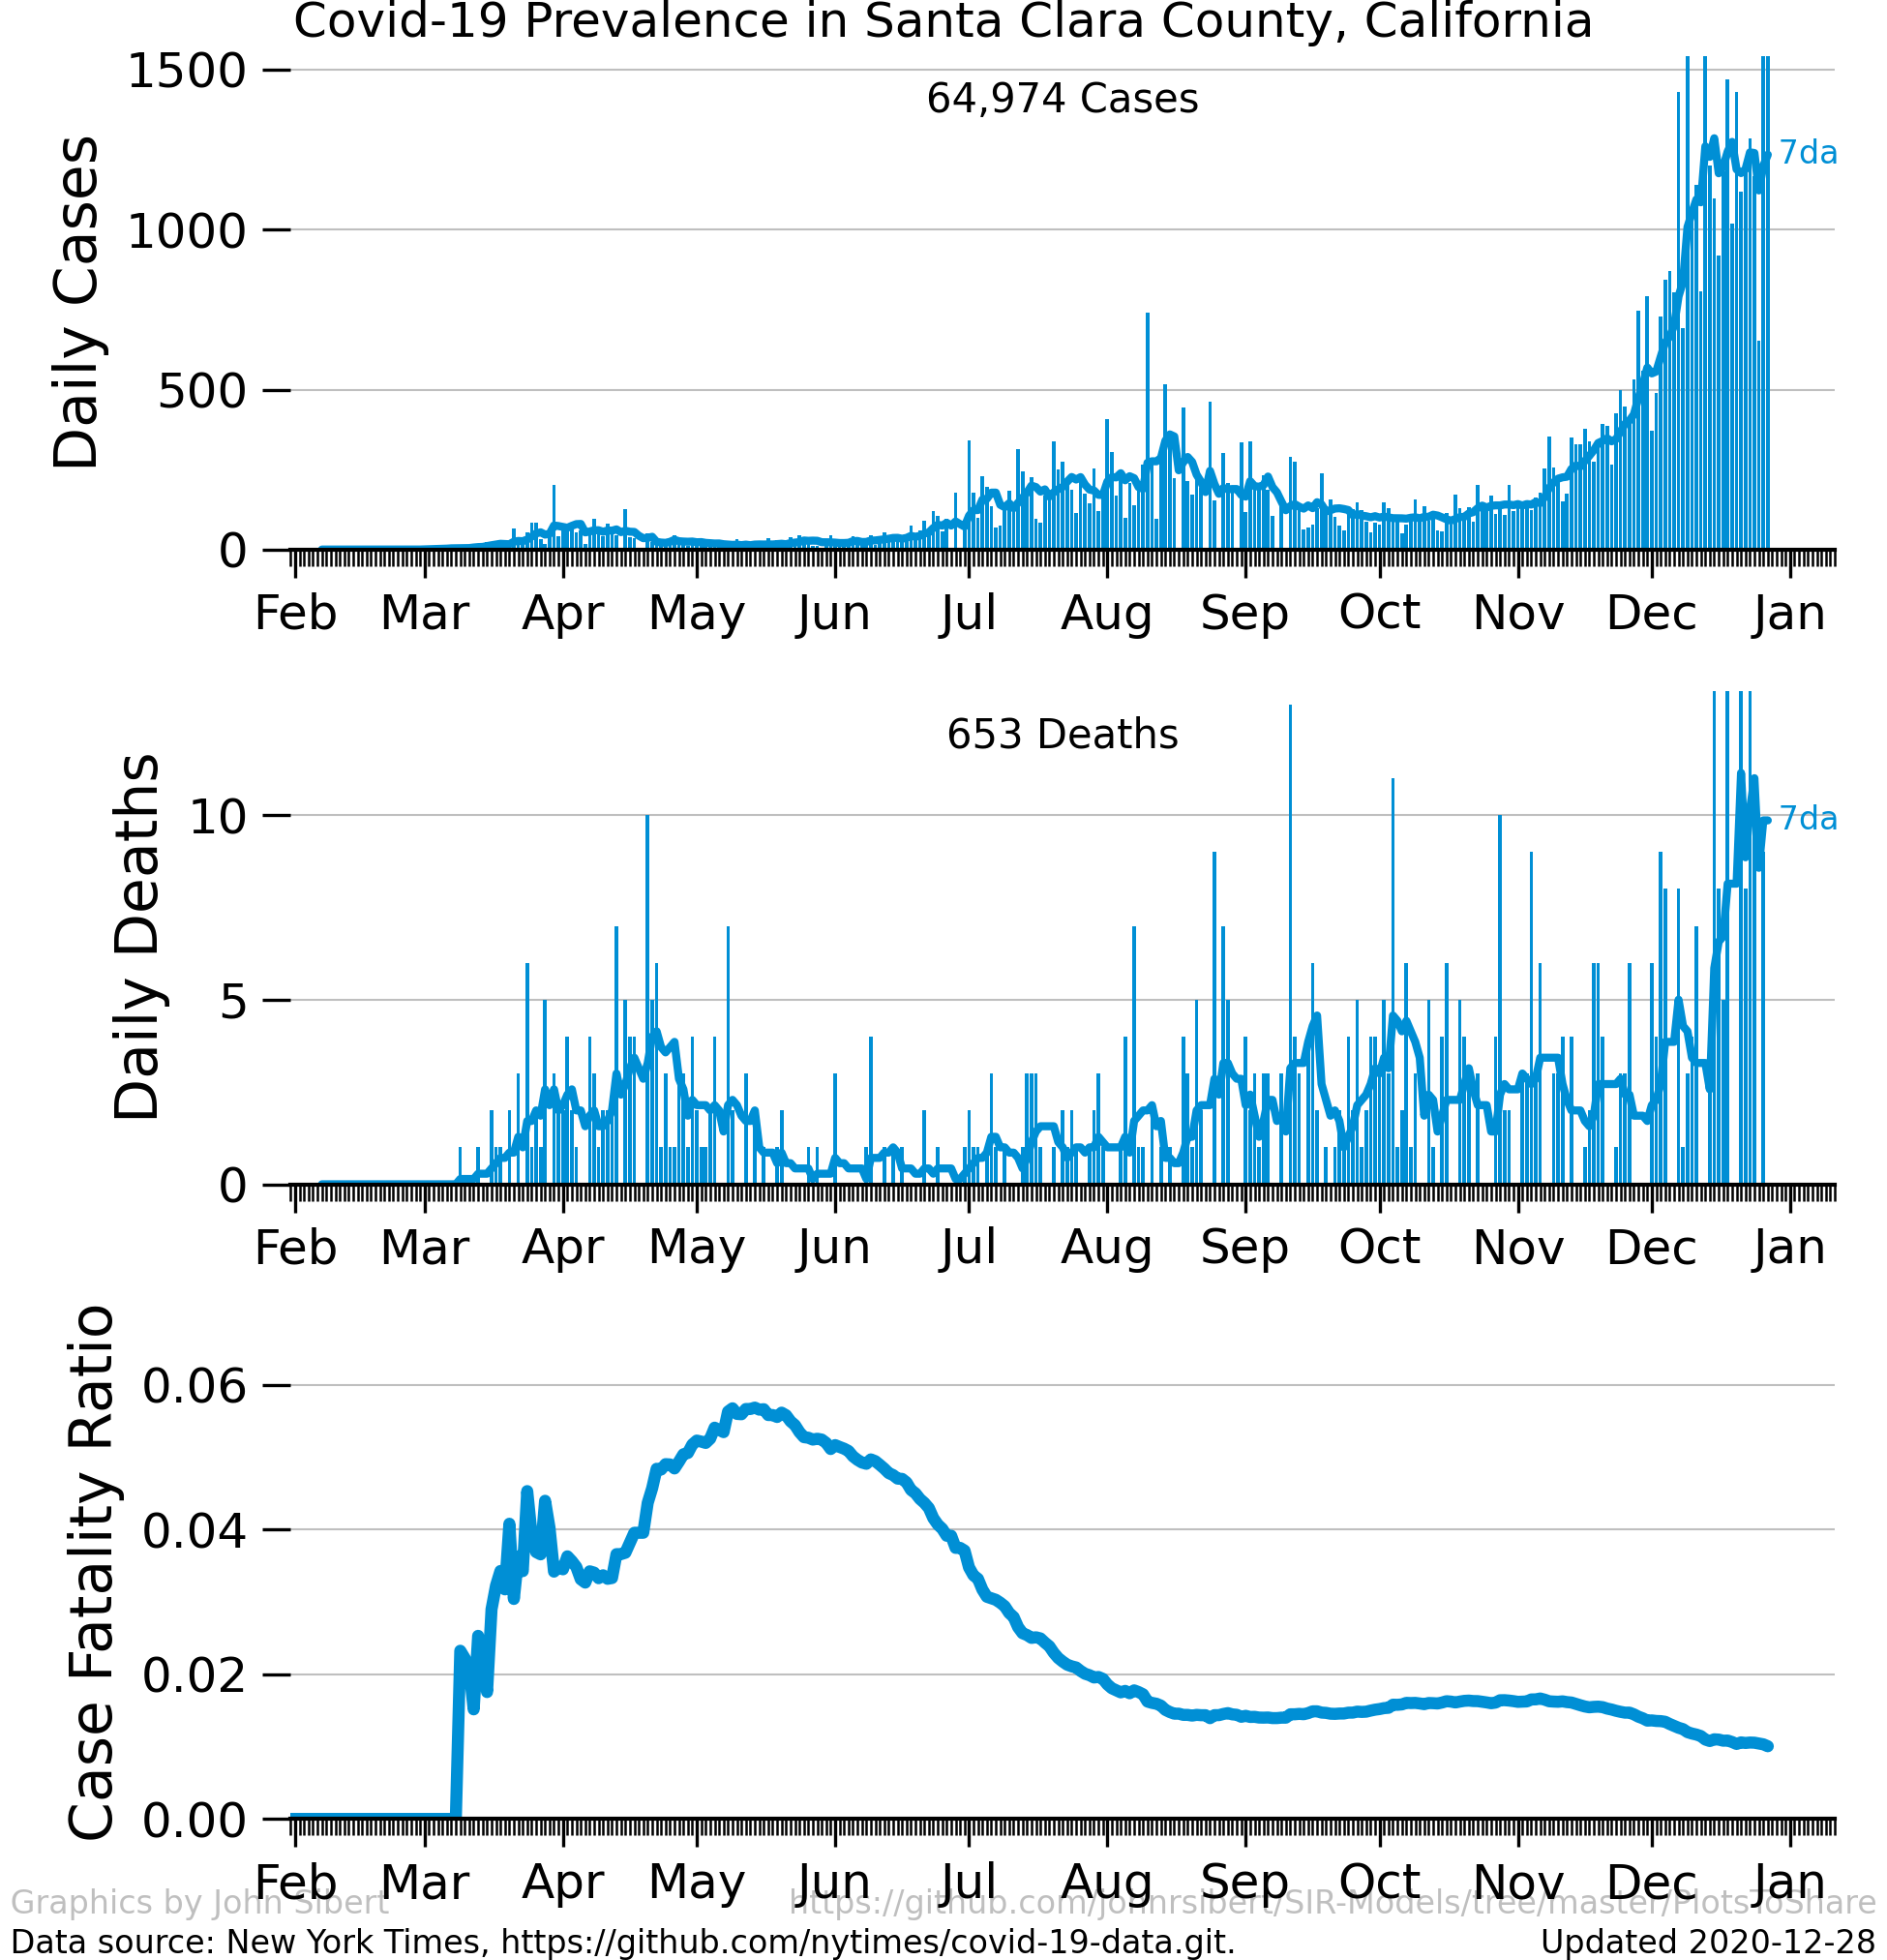 Covid-19 Prevalence in Santa Clara County, California
64,974 Cases
Daily Cases
1500
1000
500
0
7da
Feb Mar Apr May Jun Jul Aug Sep Oct Nov Dec Jan
653 Deaths
Daily Deaths
10
5
0
7da
Feb Mar Apr May Jun Jul Aug Sep Oct Nov Dec Jan
Case Fatality Ratio
0.06
0.04
0.02
0.00
Feb Mar Apr May Jun Jul Aug Sep Oct Nov Dec Jan
Graphics by John Sibert https://github.com/johnrsibert/SIR-Models/tree/master/PlotsToShare
Data source: New York Times, https://github.com/nytimes/covid-19-data.git. Updated 2020-12-28